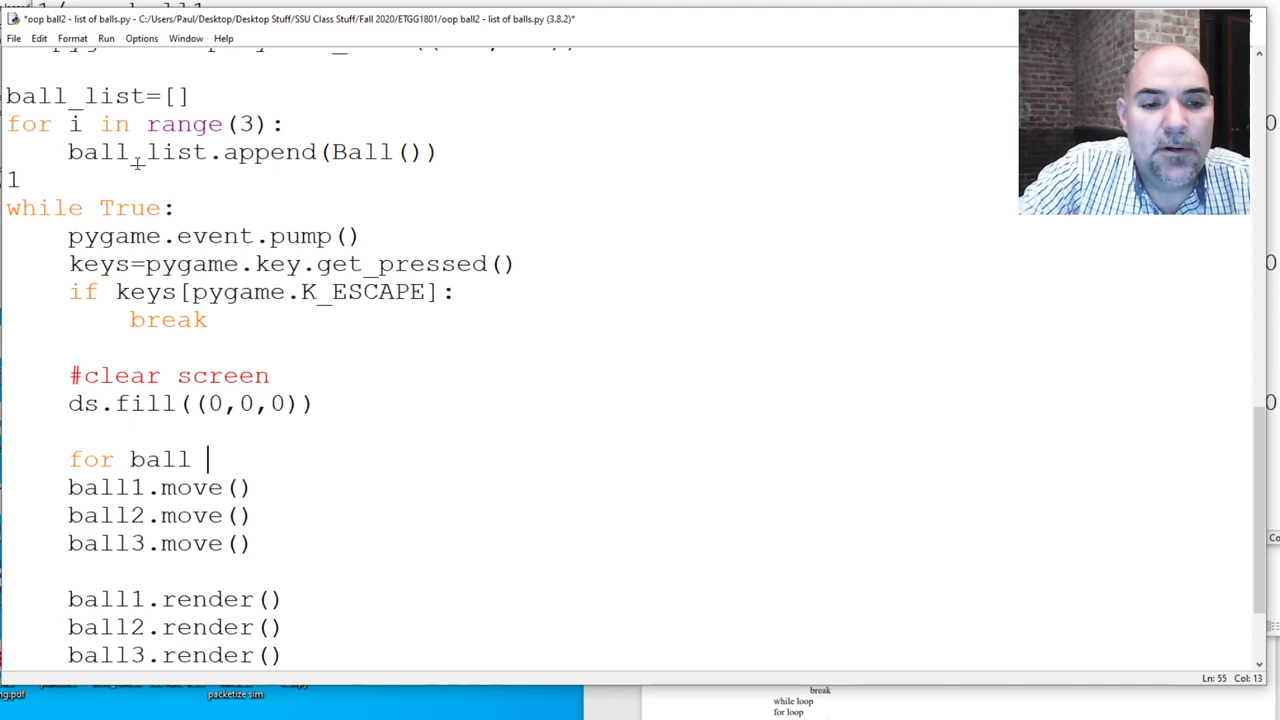 *oop ball2 - list of balls.py - C:/Users/Paul/Desktop/Desktop Stuff/SSU Class Stuff/Fall 2020/ETGG1801/oop ball2 - list of balls.py (3.8.2)*
File Edit Format Run Options Window Help
ball_list=[]
for i in range(3):
    ball_list.append(Ball())
1
while True:
    pygame.event.pump()
    keys=pygame.key.get_pressed()
    if keys[pygame.K_ESCAPE]:
        break
    #clear screen
    ds.fill((0,0,0))
    for ball
    ball1.move()
    ball2.move()
    ball3.move()
    ball1.render()
    ball2.render()
    ball3.render()
Ln: 55 Col: 13
ng.pdf
packetize sim
break
while loop
for loop